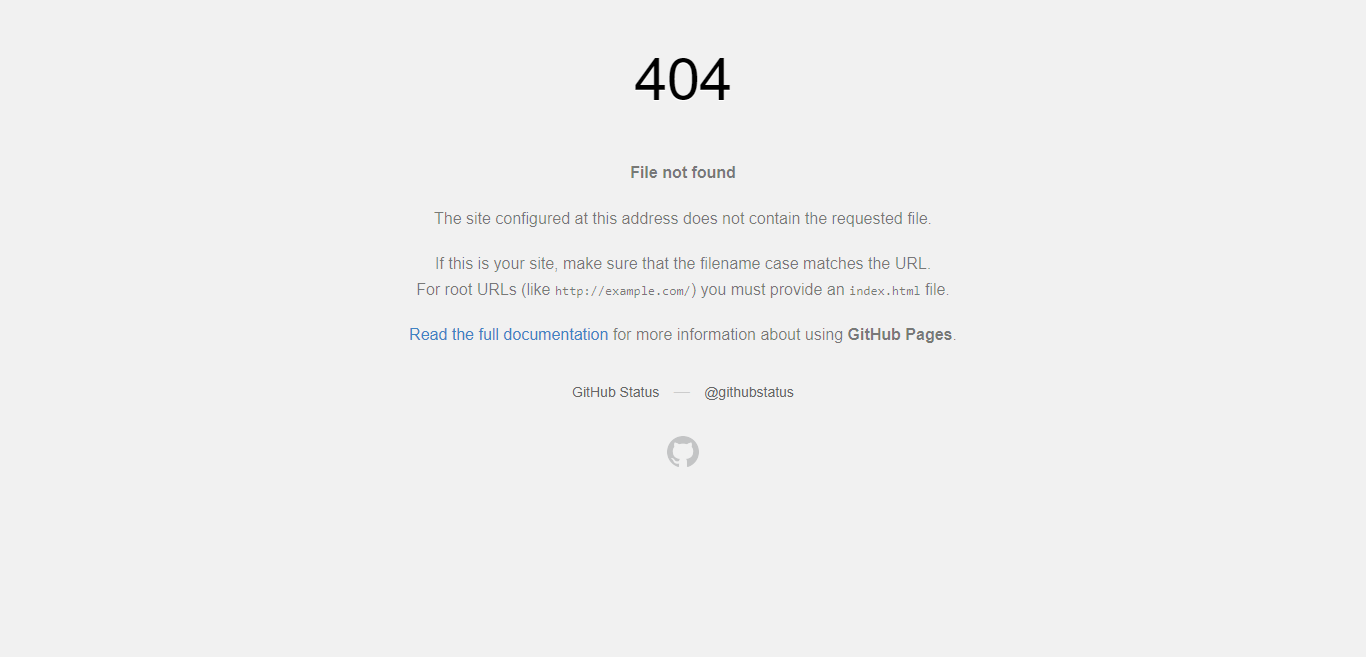 404
File not found
The site configured at this address does not contain the requested file.
If this is your site, make sure that the filename case matches the URL.
For root URLs (like http://example.com/) you must provide an index.html file.
Read the full documentation for more information about using GitHub Pages.
GitHub Status — @githubstatus